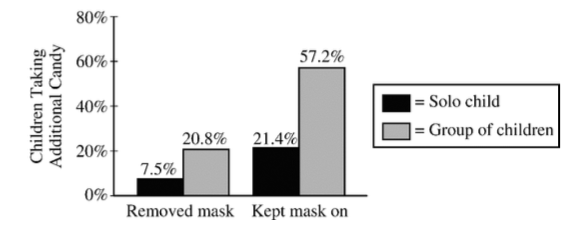 80%
60%
40%
20%
0%
Children Taking
Additional Candy
7.5%
20.8%
21.4%
57.2%
Removed mask
Kept mask on
= Solo child
= Group of children